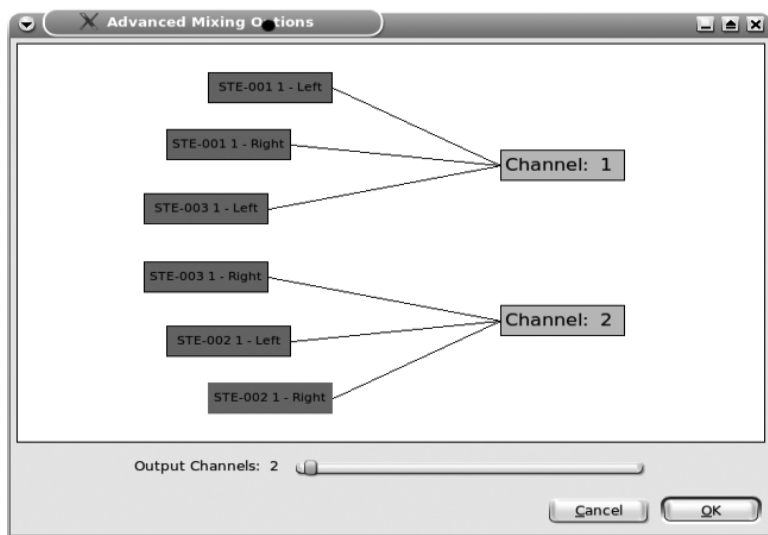 Advanced Mixing Options
STE-001 1 - Left
STE-001 1 - Right
STE-003 1 - Left
Channel: 1
STE-003 1 - Right
STE-002 1 - Left
STE-002 1 - Right
Channel: 2
Output Channels: 2
Cancel
OK